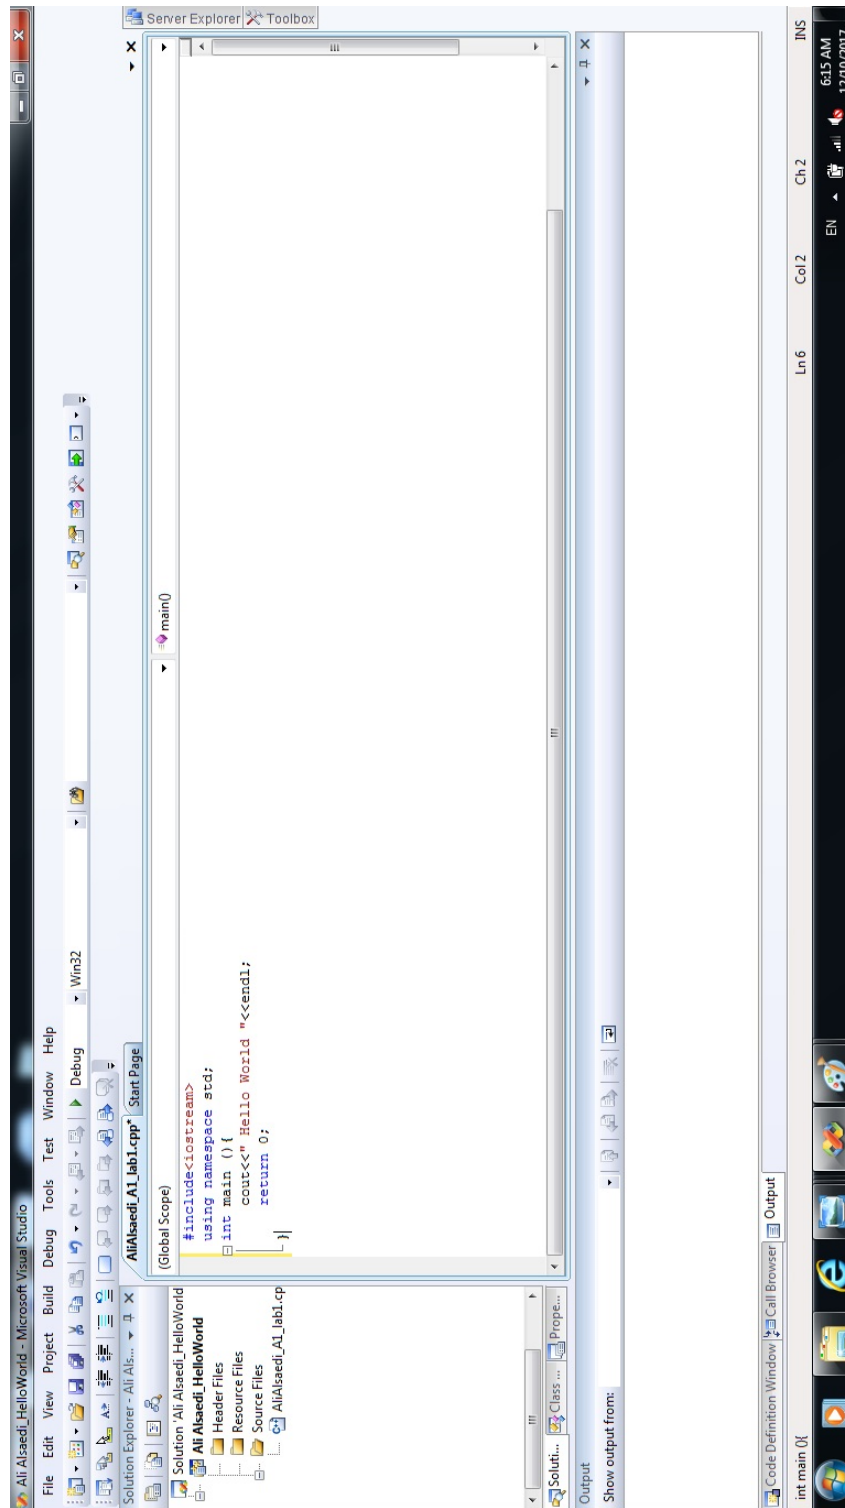 Ali Alsaedi_HelloWorld - Microsoft Visual Studio
File Edit View Project Build Debug Tools Test Window Help
Debug Win32
Solution Explorer - Ali Als...
AliAlsaedi_A1_lab1.cpp* Start Page
(Global Scope) main()
Solution 'Ali Alsaedi_HelloWorld
Ali Alsaedi_HelloWorld
Header Files
Resource Files
Source Files
AliAlsaedi_A1_lab1.cp
#include<iostream>
using namespace std;
int main (){
cout<<" Hello World "<<endl;
return 0;
}
Server Explorer Toolbox
Soluti... Class ... Prope...
Output
Show output from:
Code Definition Window Call Browser Output
int main (){ Ln 6 Col 2 Ch 2 INS
EN 6:15 AM
12/10/2017